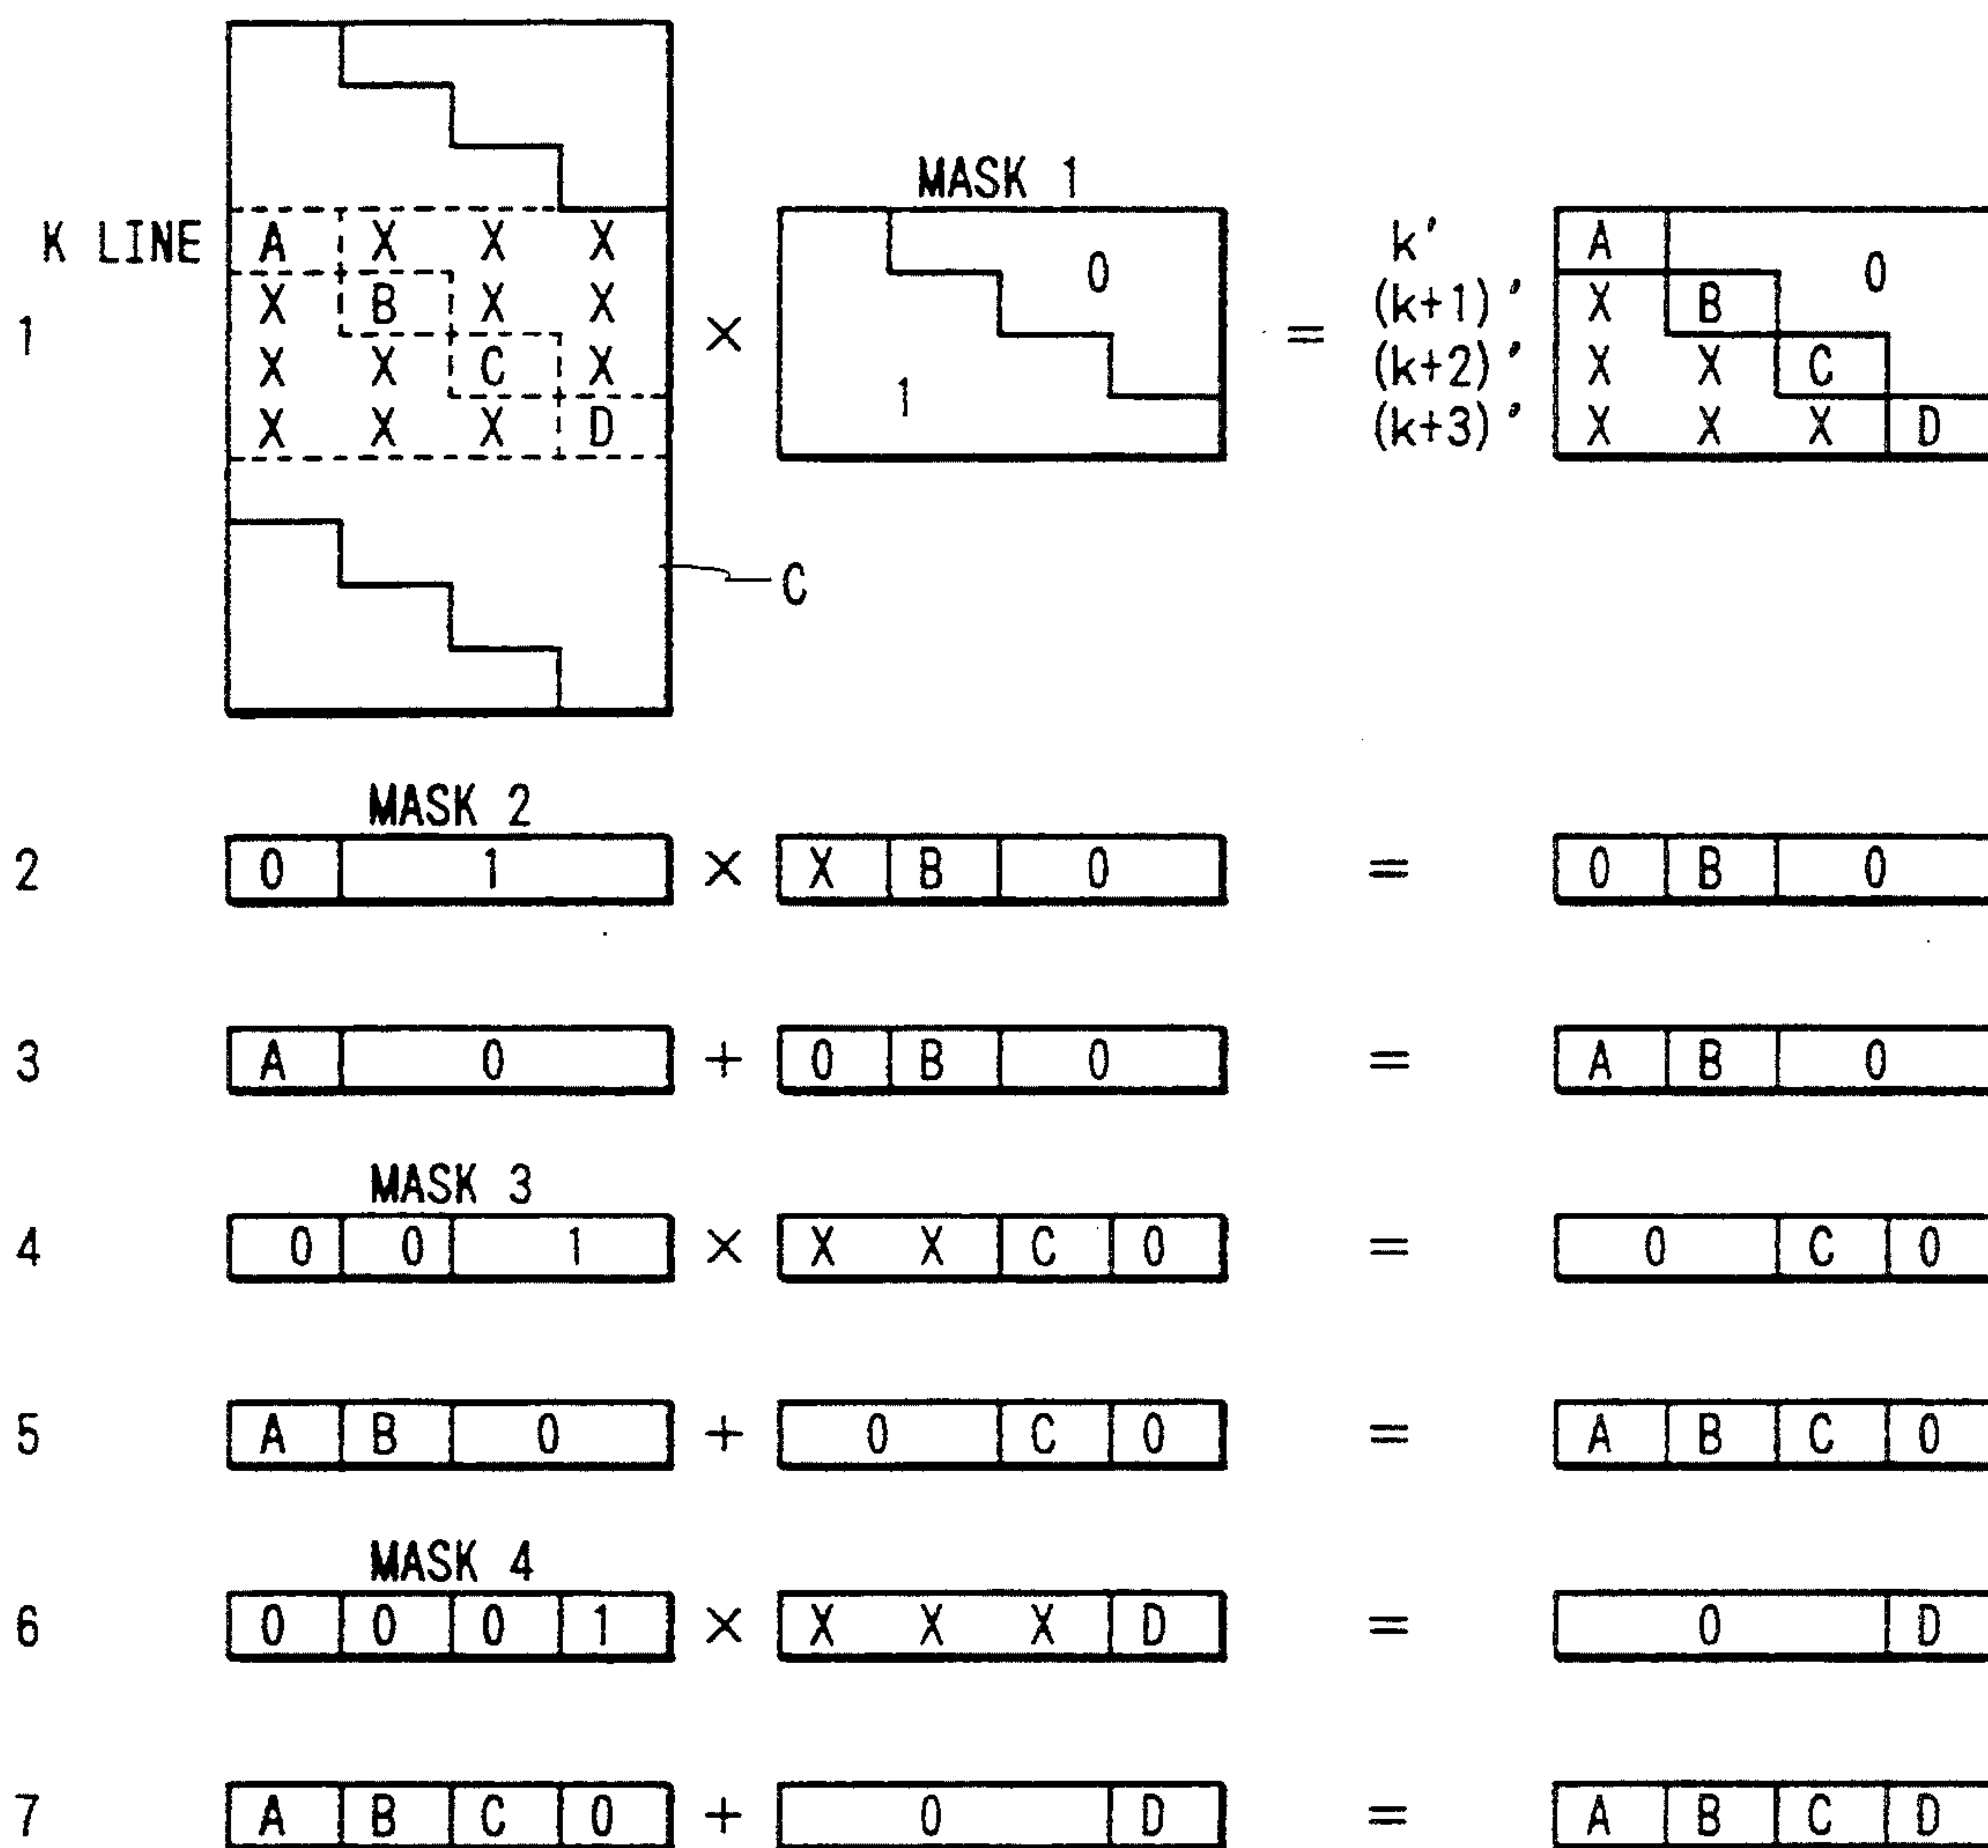 MASK 1
K LINE A X X X k' A
0 0
X B X X (k+1)' X B
1 × =
X X C X 1 (k+2)' X X C
X X X D (k+3)' X X X D
C
MASK 2
2 0 1 × X B 0 = 0 B 0
3 A 0 + 0 B 0 = A B 0
MASK 3
4 0 0 1 × X X C 0 = 0 C 0
5 A B 0 + 0 C 0 = A B C 0
MASK 4
6 0 0 0 1 × X X X D = 0 D
7 A B C 0 + 0 D = A B C D